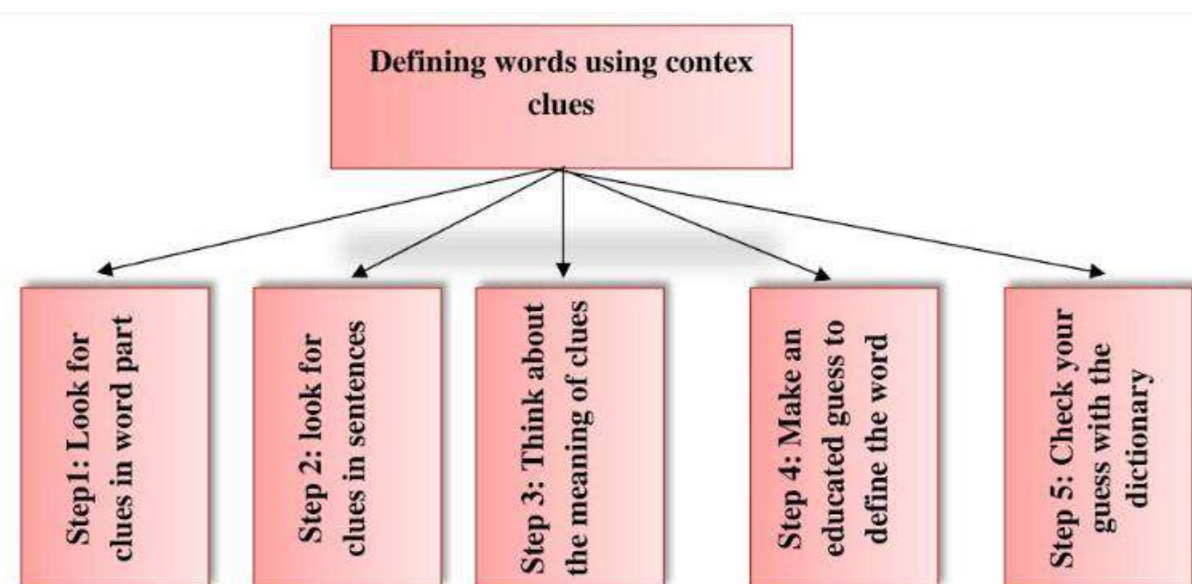 Defining words using contex
clues
Step1: Look for
clues in word part
Step 2: look for
clues in sentences
Step 3: Think about
the meaning of clues
Step 4: Make an
educated guess to
define the word
Step 5: Check your
guess with the
dictionary